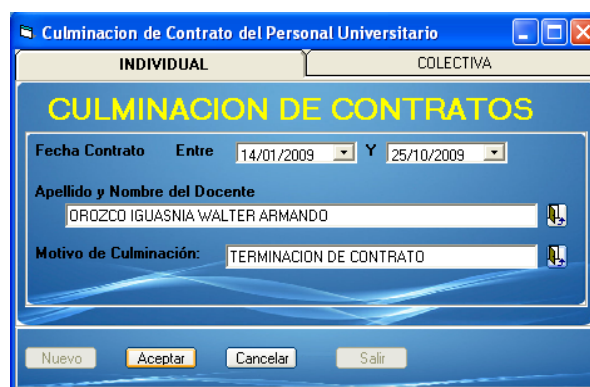 Culminacion de Contrato del Personal Universitario
INDIVIDUAL COLECTIVA
CULMINACION DE CONTRATOS
Fecha Contrato Entre 14/01/2009 Y 25/10/2009
Apellido y Nombre del Docente
OROZCO IGUASNIA WALTER ARMANDO
Motivo de Culminación: TERMINACION DE CONTRATO
Nuevo Aceptar Cancelar Salir